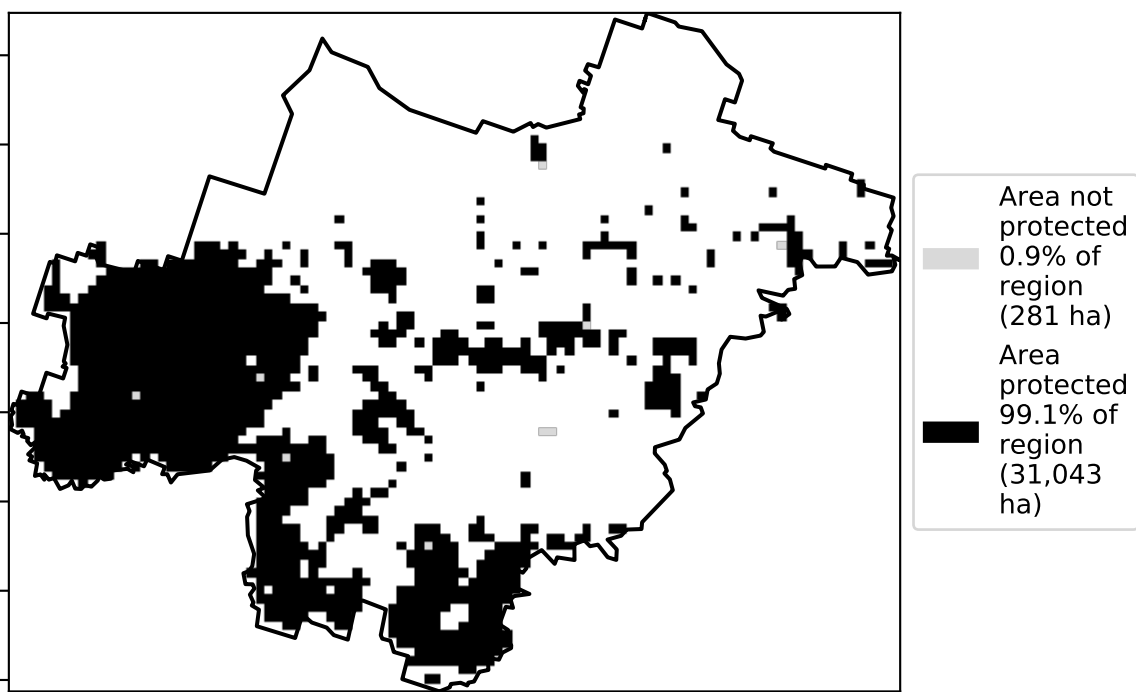 Area not
protected
0.9% of
region
(281 ha)
Area
protected
99.1% of
region
(31,043
ha)